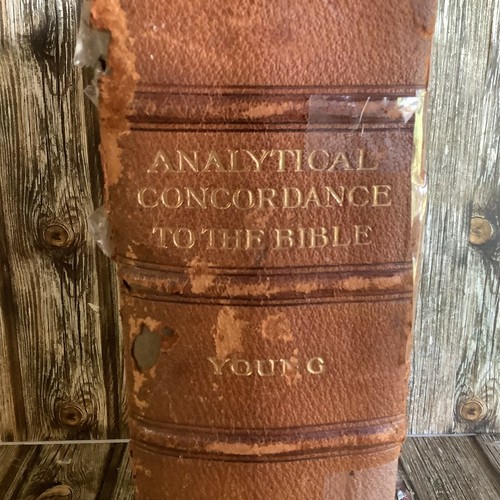 ANALYTICAL
CONCORDANCE
TO THE BIBLE
YOUNG